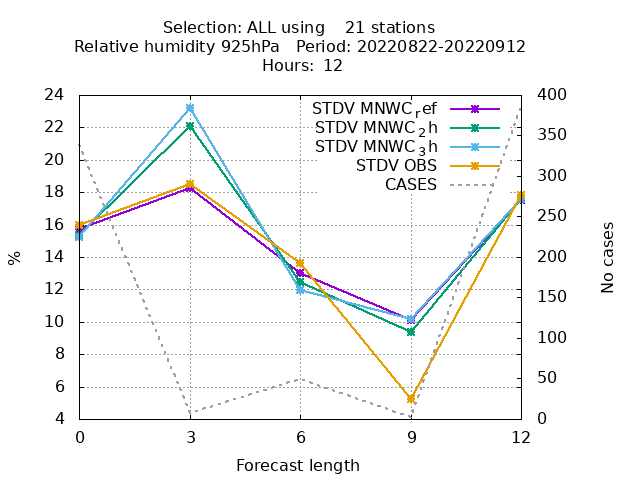 Selection: ALL using 21 stations
Relative humidity 925hPa Period: 20220822-20220912
Hours: 12
24
22
20
18
16
14
12
10
8
6
4
%
400
350
300
250
200
150
100
50
0
No cases
STDV MNWC_ref
STDV MNWC_2h
STDV MNWC_3h
STDV OBS
CASES
0 3 6 9 12
Forecast length